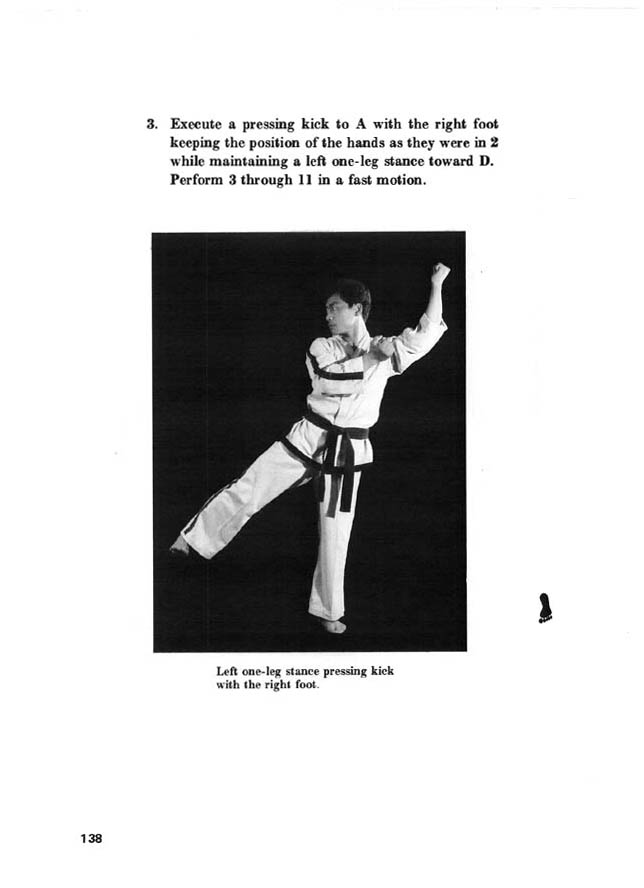 3. Execute a pressing kick to A with the right foot
keeping the position of the hands as they were in 2
while maintaining a left one-leg stance toward D.
Perform 3 through 11 in a fast motion.
Left one-leg stance pressing kick
with the right foot.
138